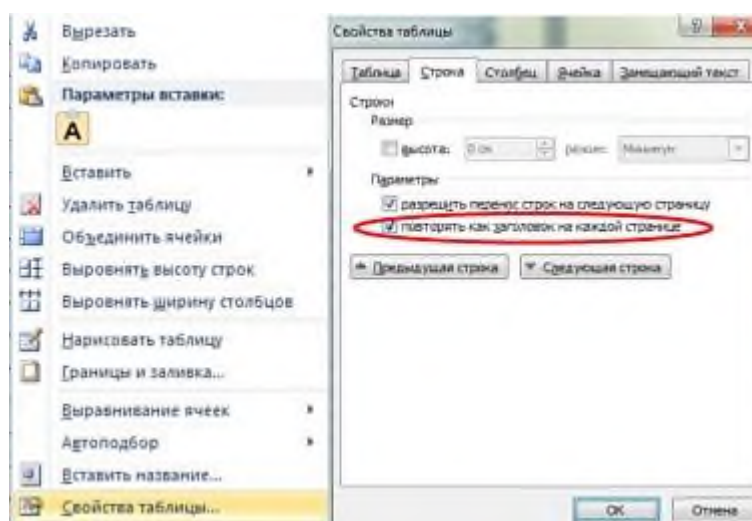 Вырезать
Копировать
Параметры вставки:
A
Вставить
Удалить таблицу
Объединить ячейки
Выровнять высоту строк
Выровнять ширину столбцов
Нарисовать таблицу
Границы и заливка...
Выравнивание ячеек
Автоподбор
Вставить название...
Свойства таблицы...
Свойства таблицы
Таблица Строка Столбец Ячейка Замещающий текст
Строки
Размер
высота: 0 см режим: Минимум
Параметры
разрешить перенос строк на следующую страницу
повторять как заголовок на каждой странице
Предыдущая строка Следующая строка
ОК Отмена